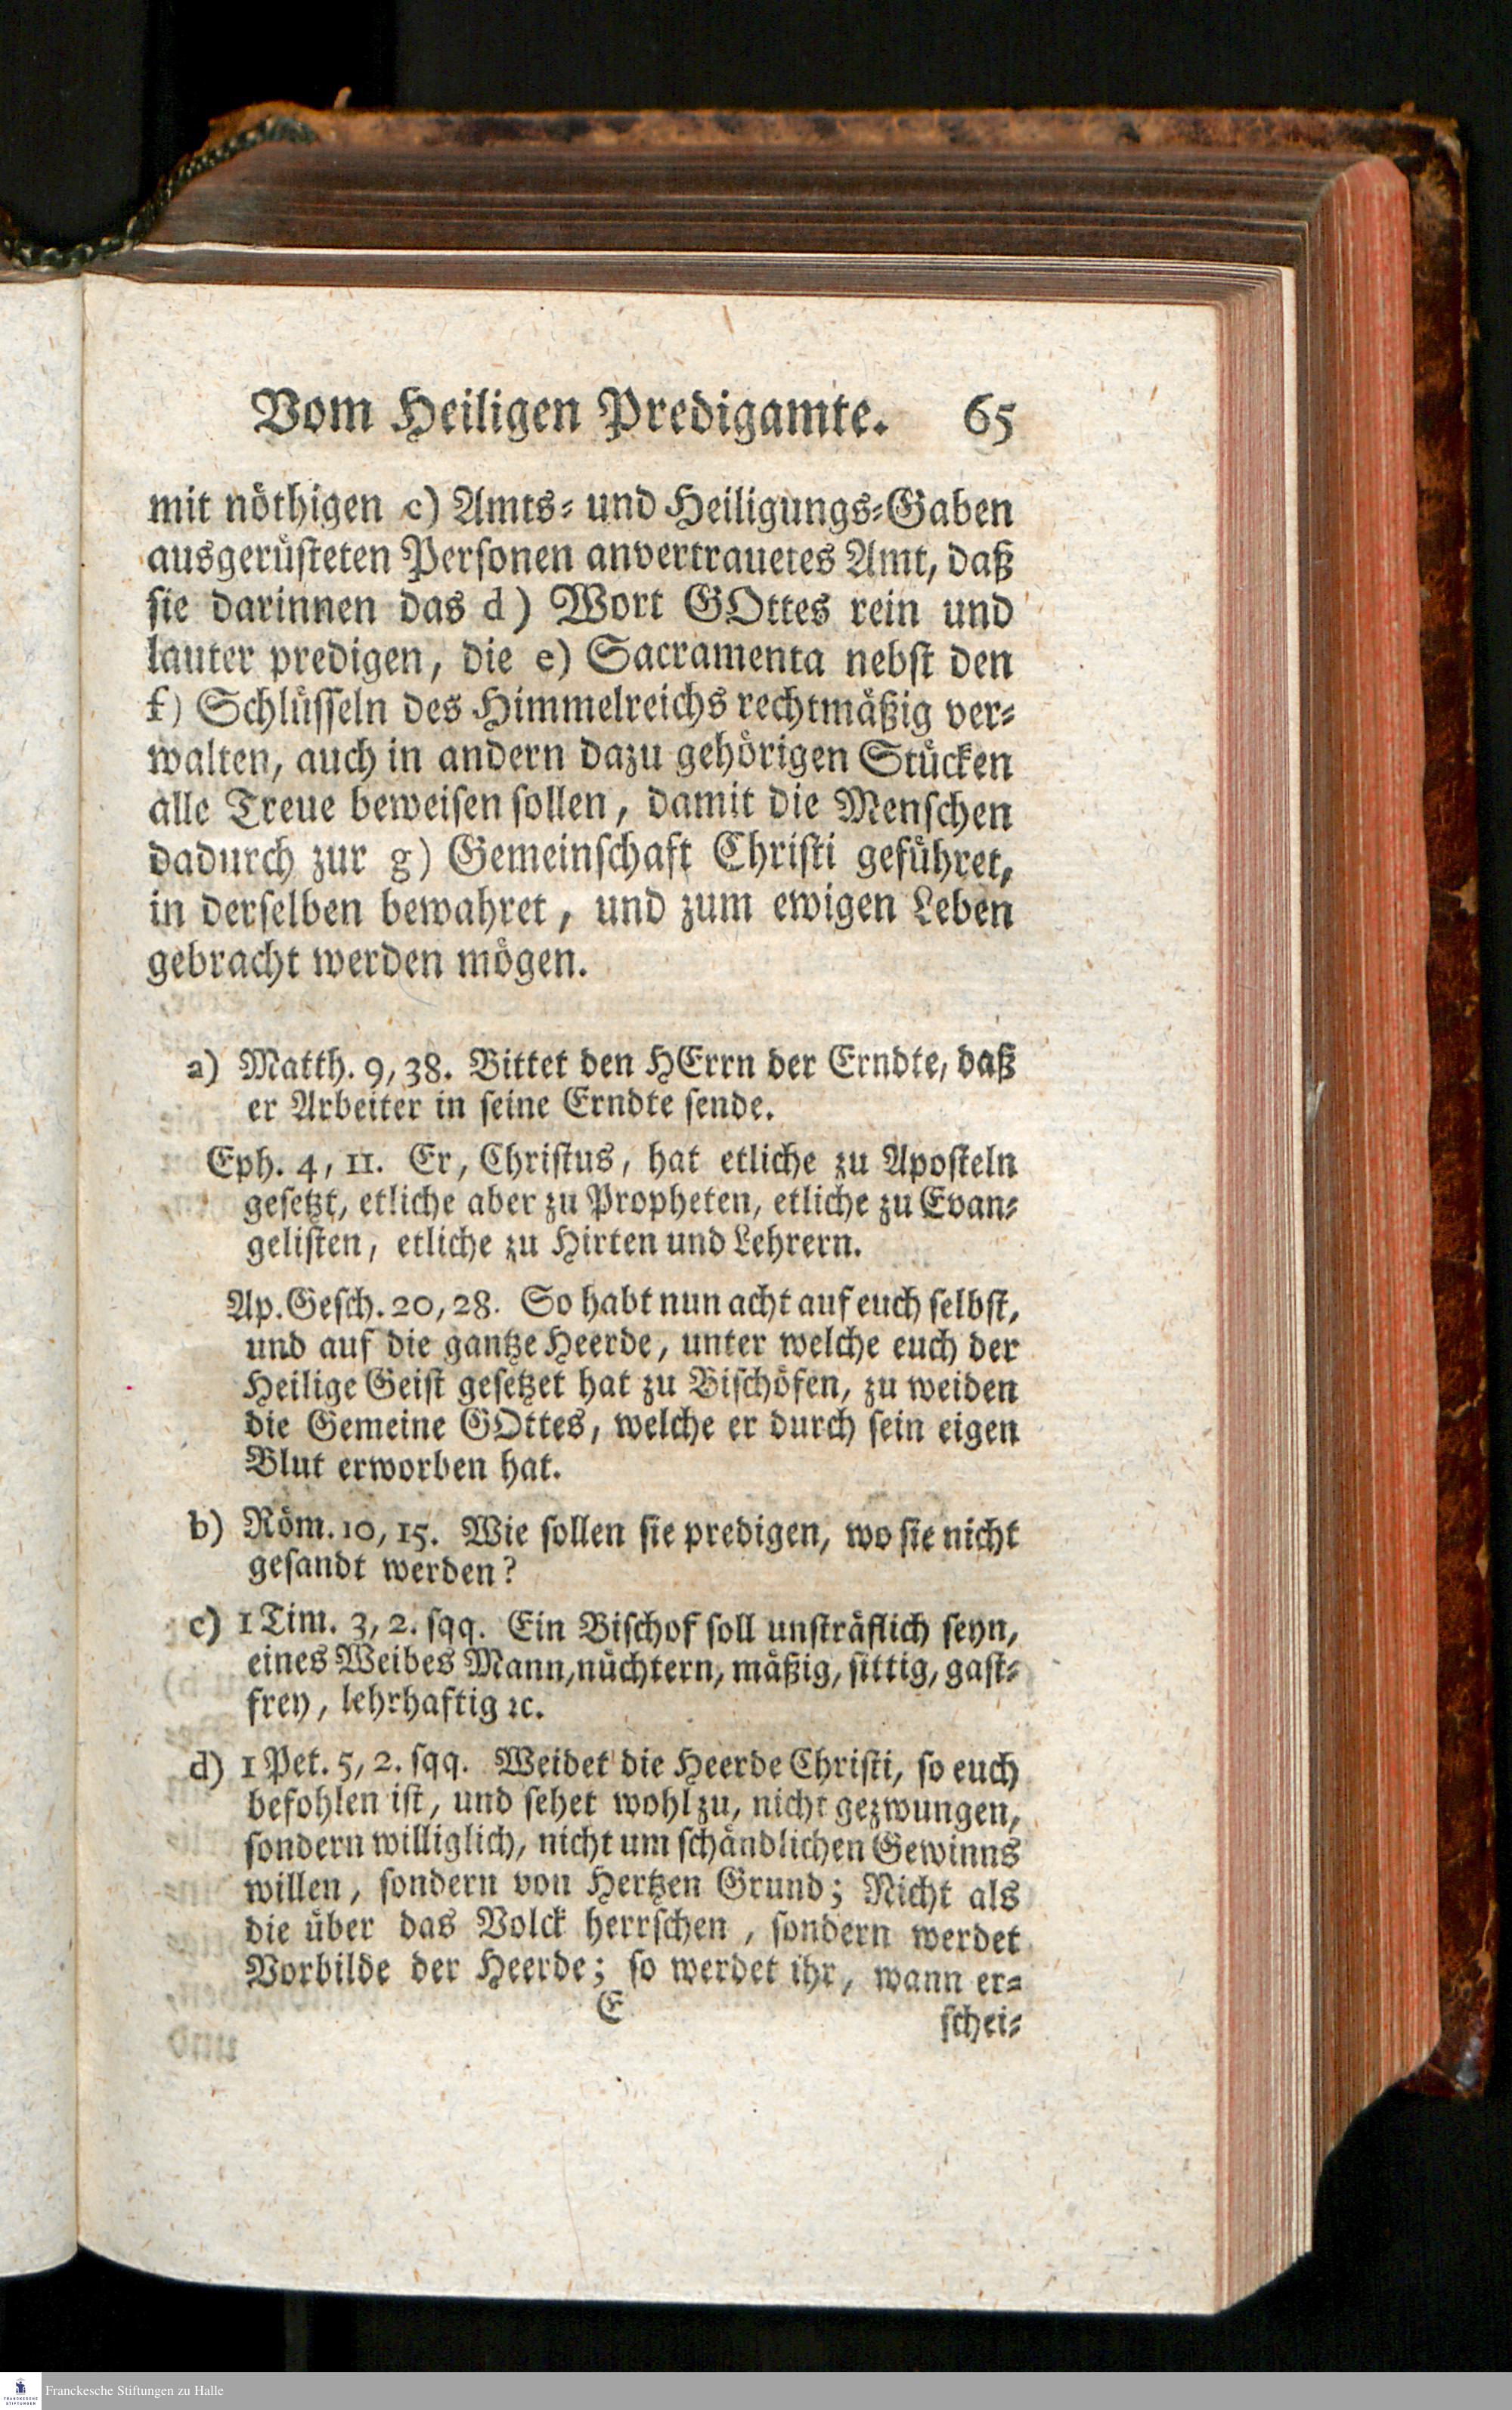 Vom Heiligen Predigamte. 65
mit nöthigen c) Amts- und Heiligungs-Gaben
ausgerüsteten Personen anvertrauetes Amt, daß
sie darinnen das d) Wort GOttes rein und
lauter predigen, die e) Sacramenta nebst den
f) Schlüsseln des Himmelreichs rechtmäßig ver-
walten, auch in andern dazu gehörigen Stücken
alle Treue beweisen sollen, damit die Menschen
dadurch zur g) Gemeinschaft Christi geführet,
in derselben bewahret, und zum ewigen Leben
gebracht werden mögen.
a) Matth. 9, 38. Bittet den HErrn der Erndte, daß
er Arbeiter in seine Erndte sende.
Eph. 4, 11. Er, Christus, hat etliche zu Aposteln
gesetzt, etliche aber zu Propheten, etliche zu Evan-
gelisten, etliche zu Hirten und Lehrern.
Ap. Gesch. 20, 28. So habt nun acht auf euch selbst,
und auf die gantze Heerde, unter welche euch der
Heilige Geist gesetzet hat zu Bischöfen, zu weiden
die Gemeine GOttes, welche er durch sein eigen
Blut erworben hat.
b) Röm. 10, 15. Wie sollen sie predigen, wo sie nicht
gesandt werden?
c) 1 Tim. 3, 2. sqq. Ein Bischof soll unsträflich seyn,
eines Weibes Mann, nüchtern, mäßig, sittig, gast-
frey, lehrhaftig ꝛc.
d) 1 Pet. 5, 2. sqq. Weidet die Heerde Christi, so euch
befohlen ist, und sehet wohl zu, nicht gezwungen,
sondern williglich, nicht um schändlichen Gewinns
willen, sondern von Hertzen Grund; Nicht als
die über das Volck herrschen, sondern werdet
Vorbilde der Heerde; so werdet ihr, wann er-
E schei-
Franckesche Stiftungen zu Halle